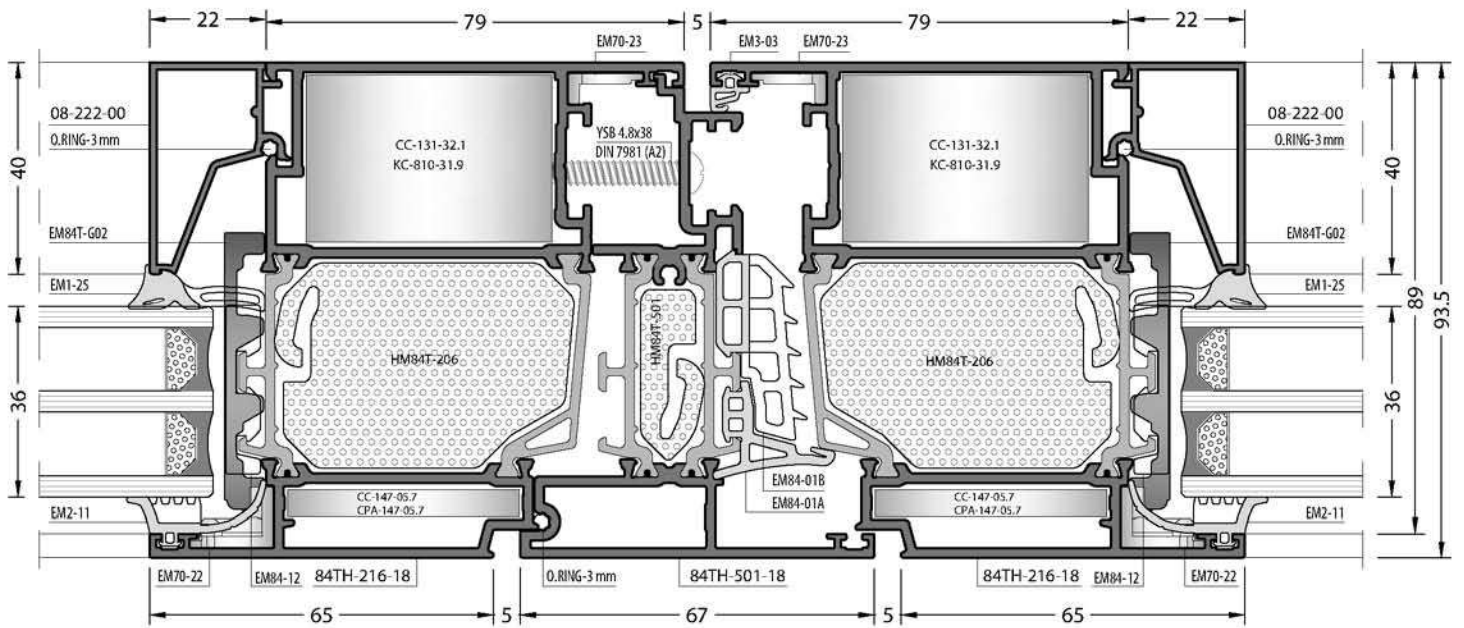 22
79
5
79
22
EM70-23
EM3-03
EM70-23
08-222-00
O.RING-3 mm
40
CC-131-32.1
KC-810-31.9
YSB 4.8x38
DIN 7981 (A2)
CC-131-32.1
KC-810-31.9
08-222-00
O.RING-3 mm
40
EM84T-G02
EM84T-G02
EM1-25
EM1-25
89
93.5
HM84T-206
HM84T-501
HM84T-206
36
36
EM84-01B
EM84-01A
CC-147-05.7
CPA-147-05.7
CC-147-05.7
CPA-147-05.7
EM2-11
EM2-11
EM70-22
EM84-12
84TH-216-18
O.RING-3 mm
84TH-501-18
84TH-216-18
EM84-12
EM70-22
65
5
67
5
65